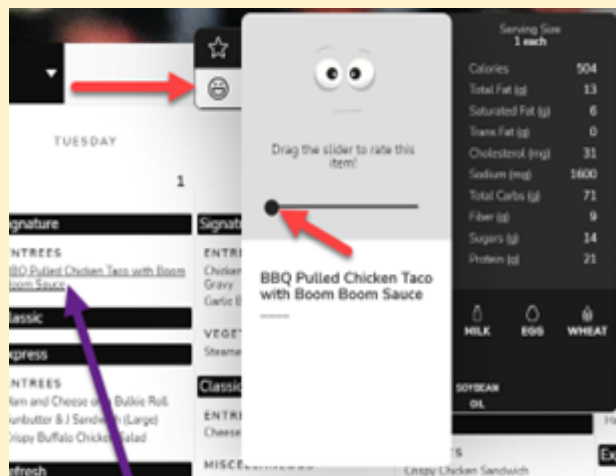 TUESDAY
1
Signature
ENTREES
BBQ Pulled Chicken Taco with Boom
Boom Sauce
Classic
Express
ENTREES
Ham and Cheese on a Bulkie Roll
Sunbutter & J Sandwich (Large)
Crispy Buffalo Chicken Salad
Refresh
Signat
ENTRE
Chicken
Gravy
Garlic B
VEGET
Steame
Classic
ENTRE
Cheese
MISCELLANEOUS
Drag the slider to rate this
item!
BBQ Pulled Chicken Taco
with Boom Boom Sauce
Serving Size
1 each
Calories 504
Total Fat (g) 13
Saturated Fat (g) 6
Trans Fat (g) 0
Cholesterol (mg) 31
Sodium (mg) 1600
Total Carbs (g) 71
Fiber (g) 9
Sugars (g) 14
Protein (g) 21
MILK EGG WHEAT
SOYBEAN
OIL
Crispy Chicken Sandwich